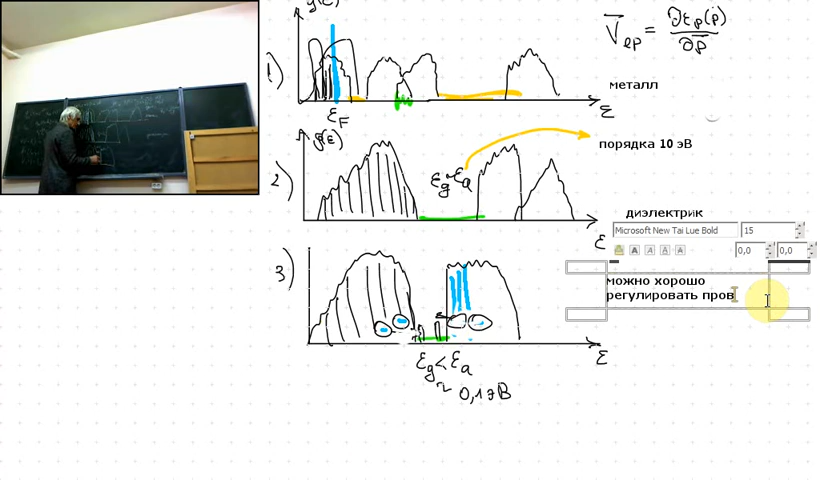 g(ε)
V̄_εp = ∂ε_p(p̄) / ∂p̄
1)
металл
ε_F
ε
порядка 10 эВ
g(ε)
2)
ε_g ~ ε_a
диэлектрик
ε
Microsoft New Tai Lue Bold
15
A A A A
0,0
0,0
можно хорошо
регулировать пров
3)
ε_g < ε_a
ε
~ 0,1 эВ